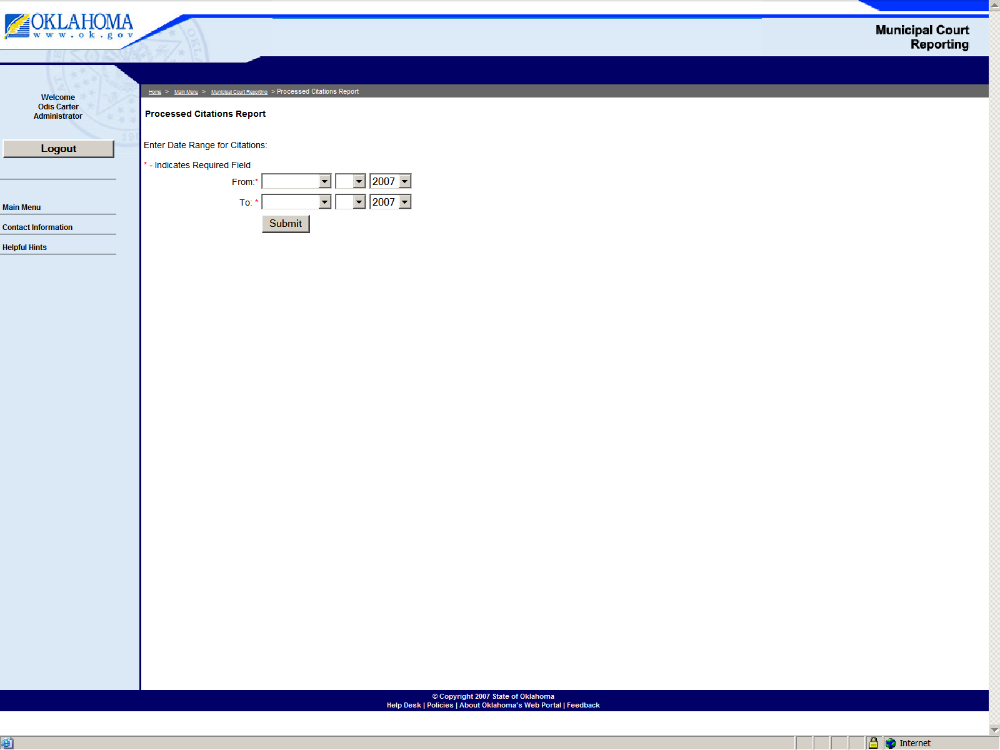 OKLAHOMA
www.ok.gov
Municipal Court
Reporting
Home > Main Menu > Municipal Court Reporting > Processed Citations Report
Welcome
Odis Carter
Administrator
Logout
Main Menu
Contact Information
Helpful Hints
Processed Citations Report
Enter Date Range for Citations:
* - Indicates Required Field
From:* 2007
To: * 2007
Submit
© Copyright 2007 State of Oklahoma
Help Desk | Policies | About Oklahoma's Web Portal | Feedback
Internet